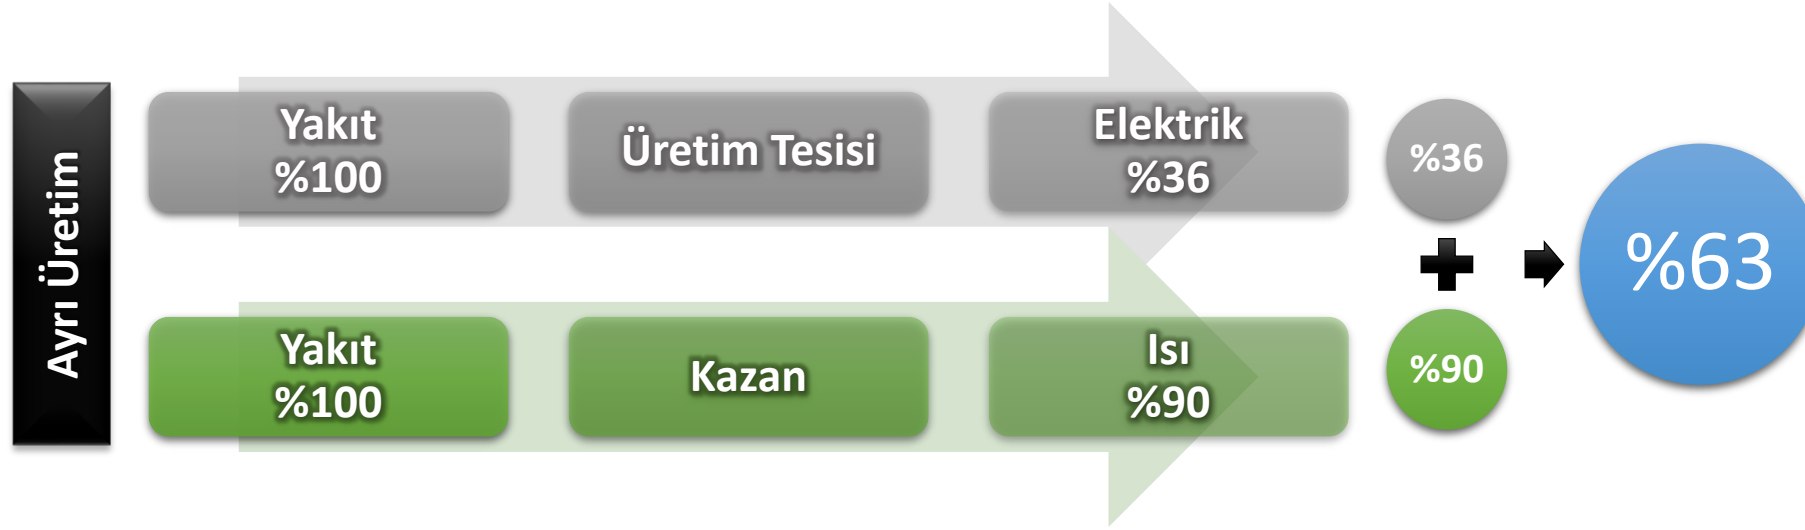 Ayrı Üretim
Yakıt
%100
Üretim Tesisi
Elektrik
%36
%36
Yakıt
%100
Kazan
Isı
%90
%90
%63